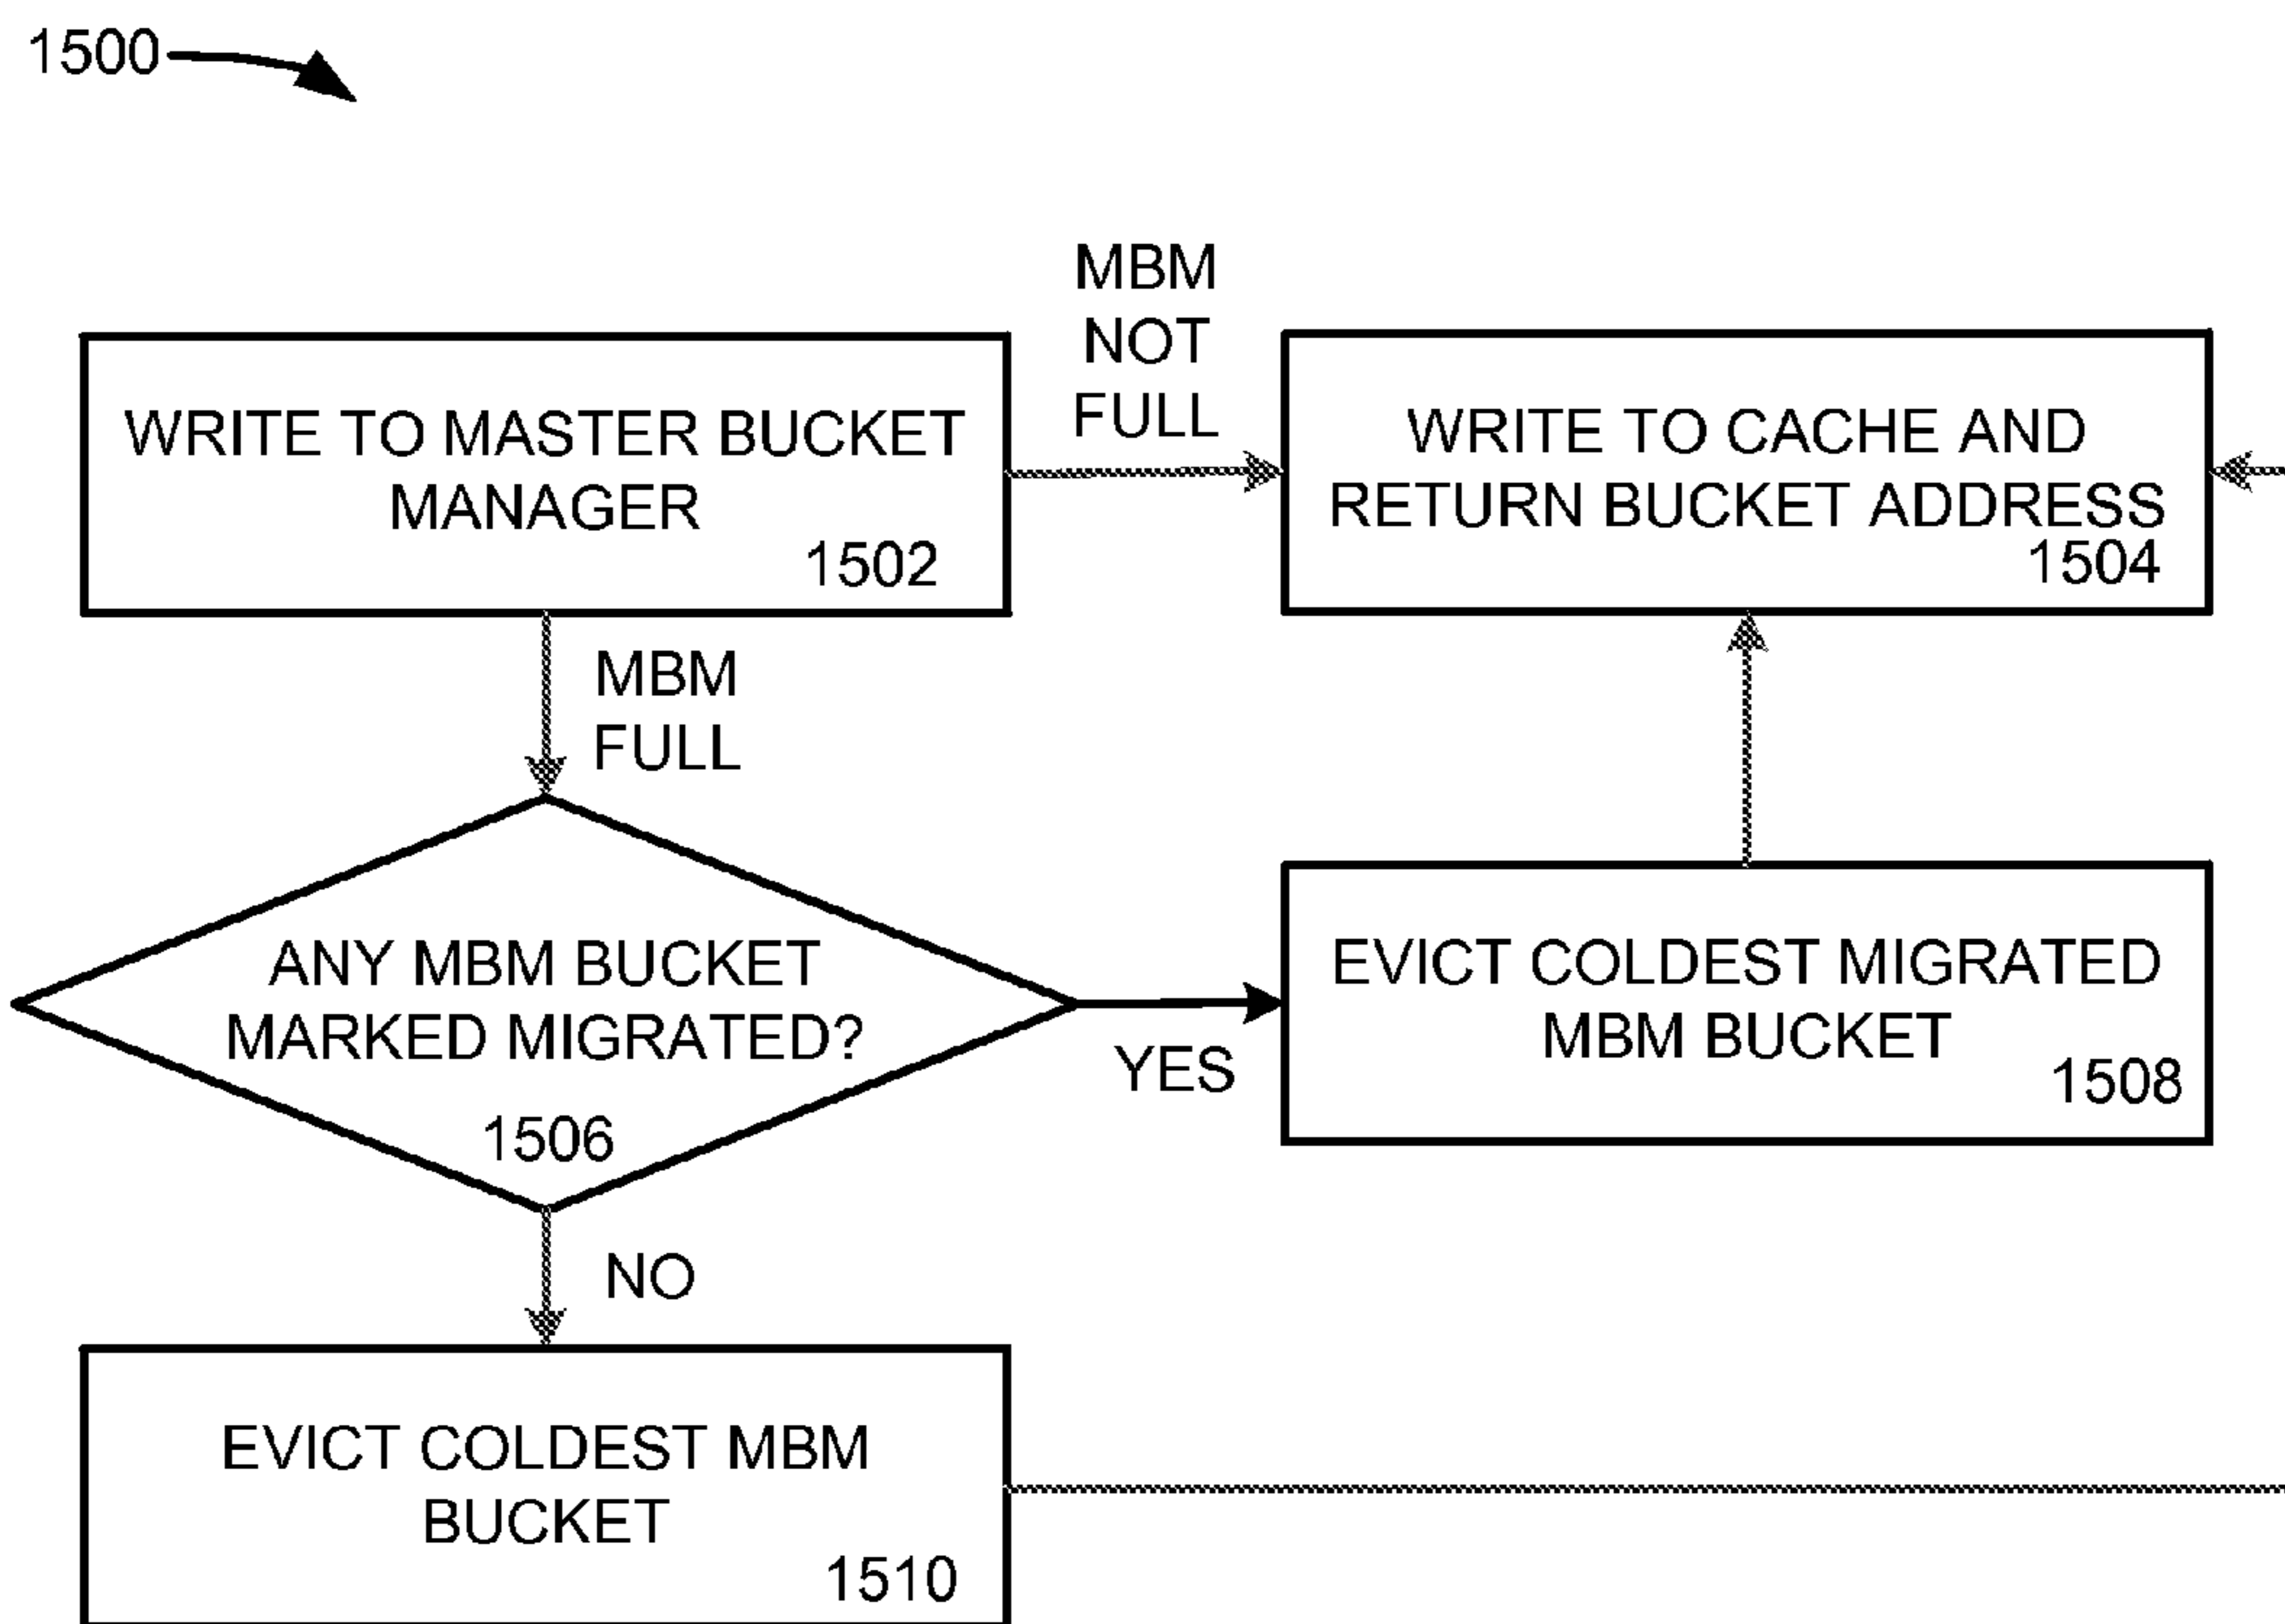 1500
MBM
NOT
FULL
WRITE TO MASTER BUCKET
MANAGER
1502
WRITE TO CACHE AND
RETURN BUCKET ADDRESS
1504
MBM
FULL
ANY MBM BUCKET
MARKED MIGRATED?
1506
YES
EVICT COLDEST MIGRATED
MBM BUCKET
1508
NO
EVICT COLDEST MBM
BUCKET
1510